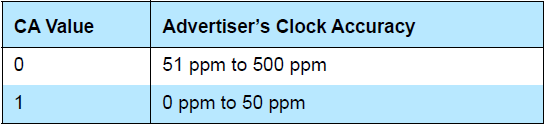 CA Value Advertiser’s Clock Accuracy
0 51 ppm to 500 ppm
1 0 ppm to 50 ppm